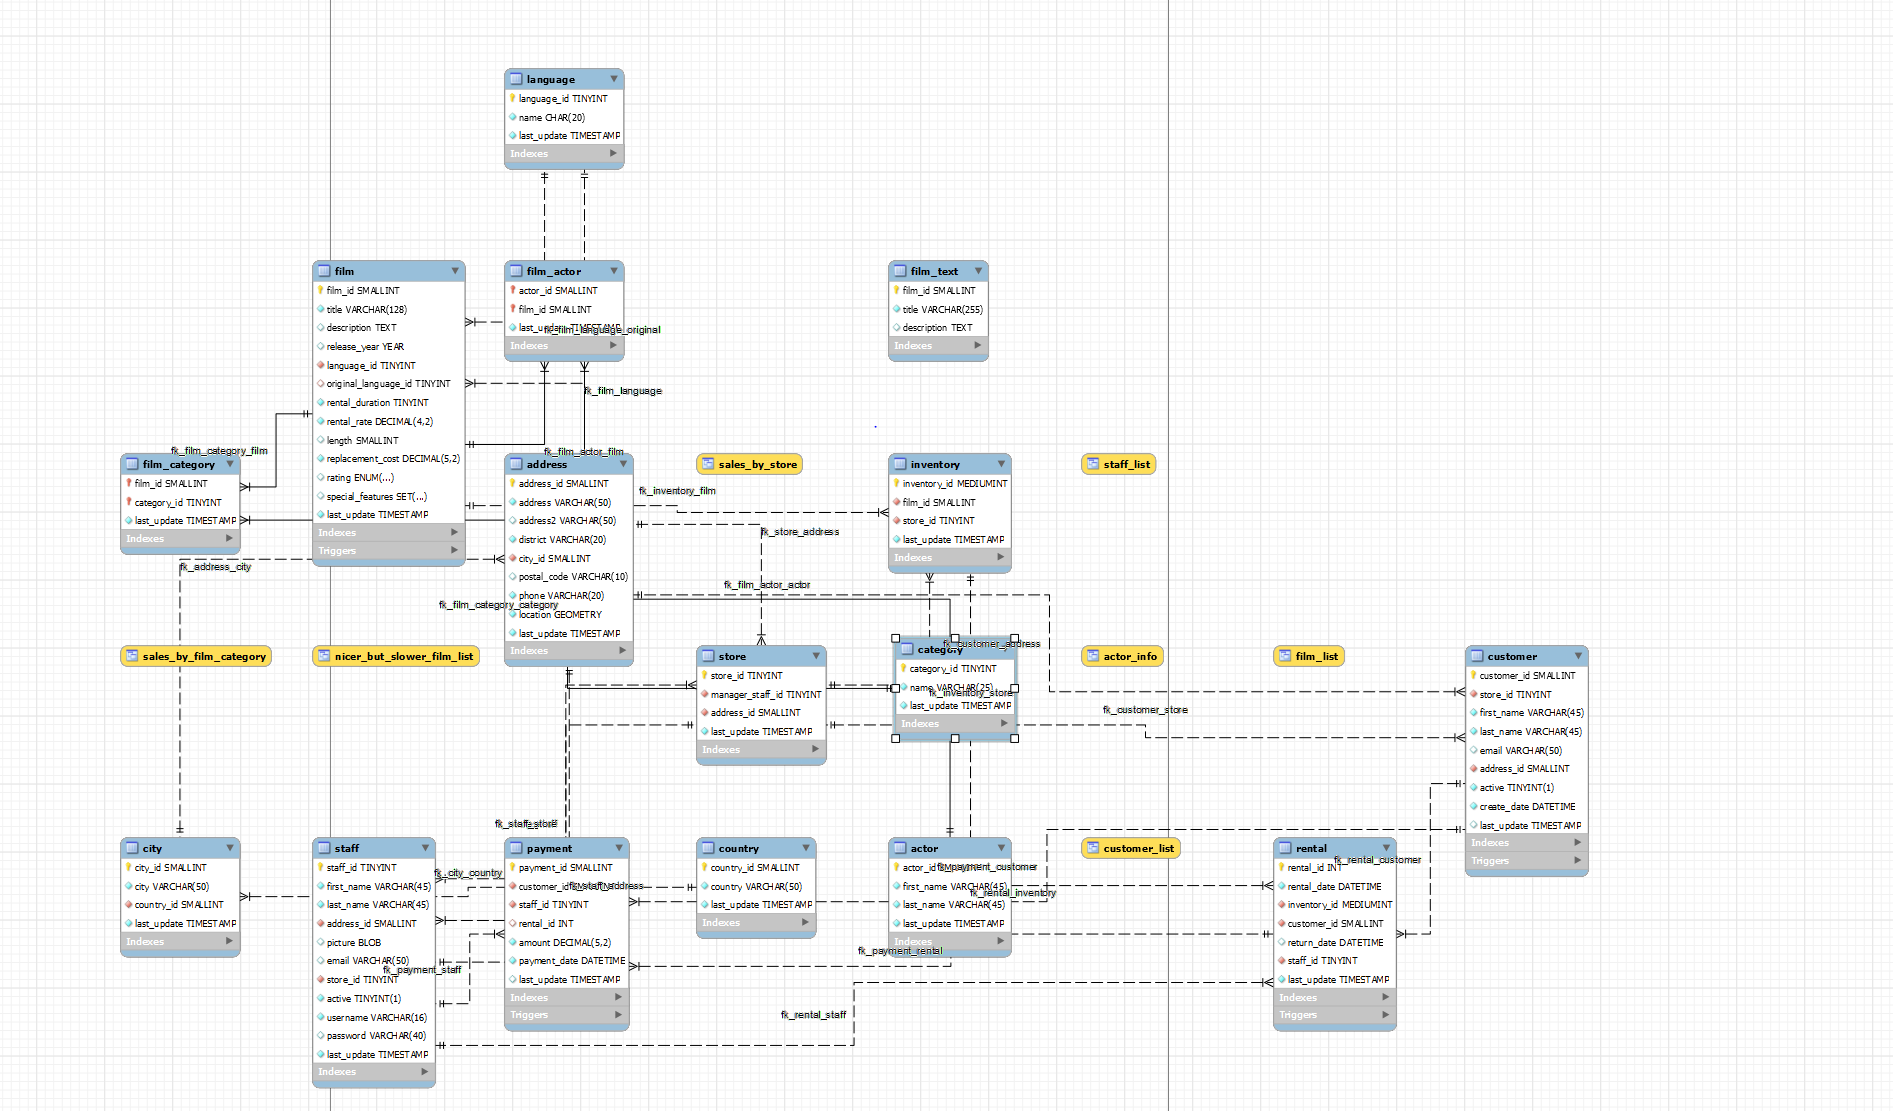 language
language_id TINYINT
name CHAR(20)
last_update TIMESTAMP
Indexes
film
film_id SMALLINT
title VARCHAR(128)
description TEXT
release_year YEAR
language_id TINYINT
original_language_id TINYINT
rental_duration TINYINT
rental_rate DECIMAL(4,2)
length SMALLINT
replacement_cost DECIMAL(5,2)
rating ENUM(...)
special_features SET(...)
last_update TIMESTAMP
Indexes
Triggers
film_actor
actor_id SMALLINT
film_id SMALLINT
last_update TIMESTAMP
Indexes
fk_film_language_original
fk_film_language
film_text
film_id SMALLINT
title VARCHAR(255)
description TEXT
Indexes
fk_film_category_film
film_category
film_id SMALLINT
category_id TINYINT
last_update TIMESTAMP
Indexes
fk_address_city
fk_film_actor_film
address
address_id SMALLINT
address VARCHAR(50)
address2 VARCHAR(50)
district VARCHAR(20)
city_id SMALLINT
postal_code VARCHAR(10)
phone VARCHAR(20)
location GEOMETRY
last_update TIMESTAMP
Indexes
fk_film_category_category
sales_by_store
fk_inventory_film
fk_store_address
fk_film_actor_actor
inventory
inventory_id MEDIUMINT
film_id SMALLINT
store_id TINYINT
last_update TIMESTAMP
Indexes
staff_list
sales_by_film_category
nicer_but_slower_film_list
store
store_id TINYINT
manager_staff_id TINYINT
address_id SMALLINT
last_update TIMESTAMP
Indexes
fk_customer_address
category
category_id TINYINT
name VARCHAR(25)
fk_inventory_store
last_update TIMESTAMP
Indexes
actor_info
film_list
fk_customer_store
customer
customer_id SMALLINT
store_id TINYINT
first_name VARCHAR(45)
last_name VARCHAR(45)
email VARCHAR(50)
address_id SMALLINT
active TINYINT(1)
create_date DATETIME
last_update TIMESTAMP
Indexes
Triggers
city
city_id SMALLINT
city VARCHAR(50)
country_id SMALLINT
last_update TIMESTAMP
Indexes
staff
staff_id TINYINT
first_name VARCHAR(45)
last_name VARCHAR(45)
address_id SMALLINT
picture BLOB
email VARCHAR(50)
store_id TINYINT
active TINYINT(1)
username VARCHAR(16)
password VARCHAR(40)
last_update TIMESTAMP
Indexes
fk_city_country
fk_payment_staff
payment
payment_id SMALLINT
fk_staff_address
staff_id TINYINT
rental_id INT
amount DECIMAL(5,2)
payment_date DATETIME
last_update TIMESTAMP
Indexes
Triggers
country
country_id SMALLINT
country VARCHAR(50)
last_update TIMESTAMP
Indexes
actor
fk_payment_customer
first_name VARCHAR(45)
fk_rental_inventory
last_name VARCHAR(45)
last_update TIMESTAMP
Indexes
fk_payment_rental
fk_rental_staff
customer_list
rental
fk_rental_customer
rental_id INT
rental_date DATETIME
inventory_id MEDIUMINT
customer_id SMALLINT
return_date DATETIME
staff_id TINYINT
last_update TIMESTAMP
Indexes
Triggers